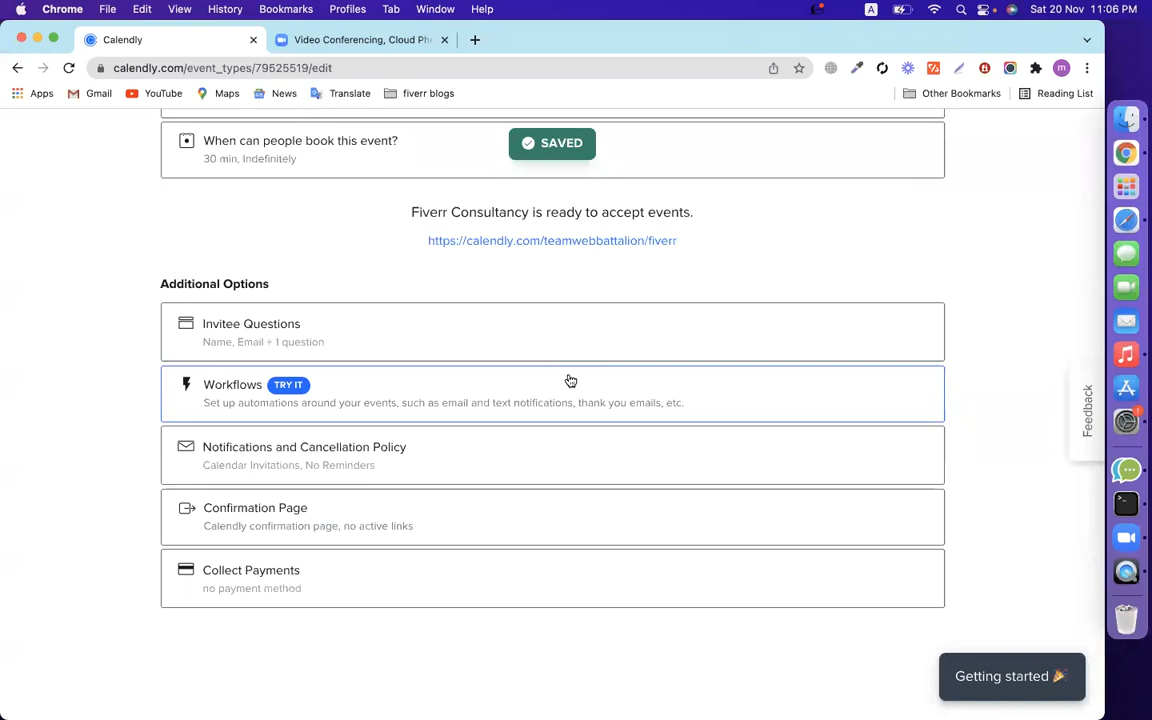 Chrome File Edit View History Bookmarks Profiles Tab Window Help A Sat 20 Nov 11:06 PM
Calendly Video Conferencing, Cloud Ph
calendly.com/event_types/79525519/edit m
Apps Gmail YouTube Maps News Translate fiverr blogs Other Bookmarks Reading List
When can people book this event?
30 min, Indefinitely
SAVED
Fiverr Consultancy is ready to accept events.
https://calendly.com/teamwebbattalion/fiverr
Additional Options
Invitee Questions
Name, Email + 1 question
Workflows TRY IT
Set up automations around your events, such as email and text notifications, thank you emails, etc.
Notifications and Cancellation Policy
Calendar Invitations, No Reminders
Confirmation Page
Calendly confirmation page, no active links
Collect Payments
no payment method
Feedback
Getting started 🎉